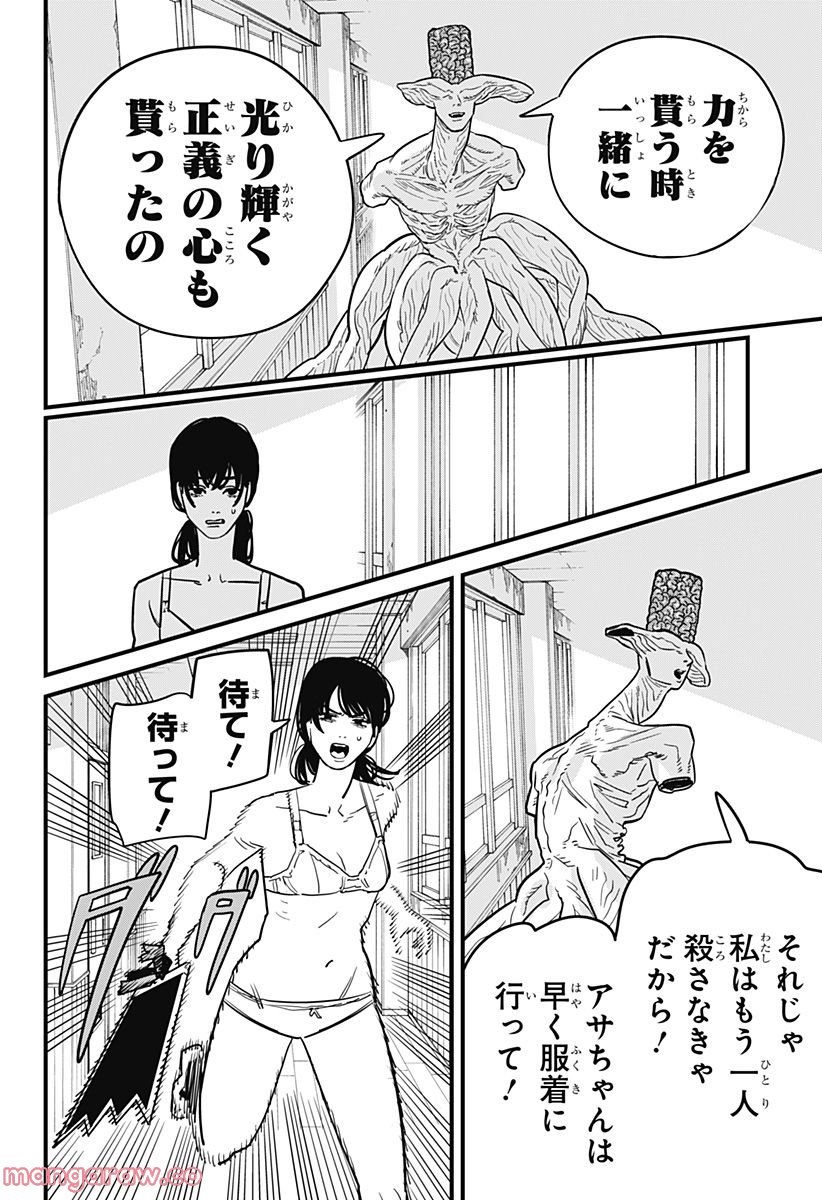 力を
貰う時
一緒に
光り輝く
正義の心も
貰ったの
それじゃ
私はもう一人
殺さなきゃ
だから！
アサちゃんは
早く服着に
行って！
待て！
待って！
ダダ
mangaraw.co